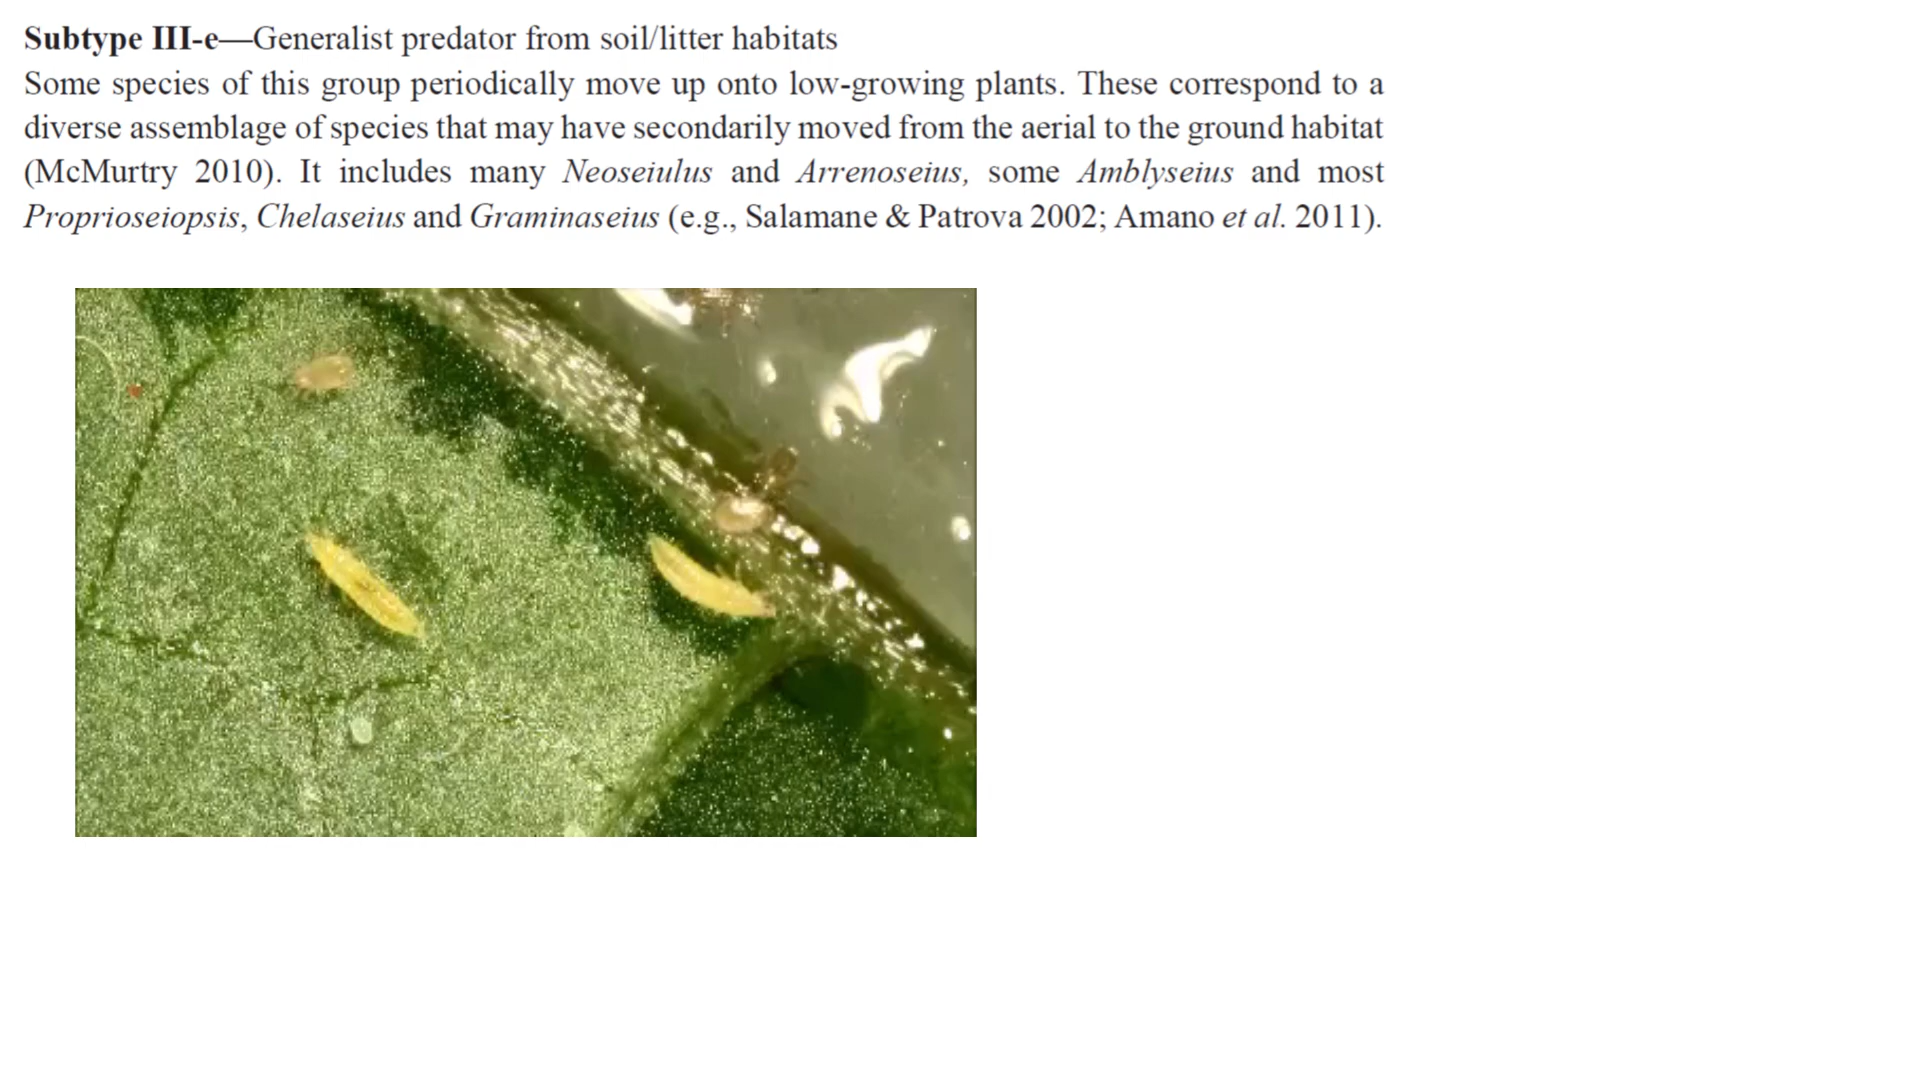 Subtype III-e—Generalist predator from soil/litter habitats
Some species of this group periodically move up onto low-growing plants. These correspond to a
diverse assemblage of species that may have secondarily moved from the aerial to the ground habitat
(McMurtry 2010). It includes many Neoseiulus and Arrenoseius, some Amblyseius and most
Proprioseiopsis, Chelaseius and Graminaseius (e.g., Salamane & Patrova 2002; Amano et al. 2011).